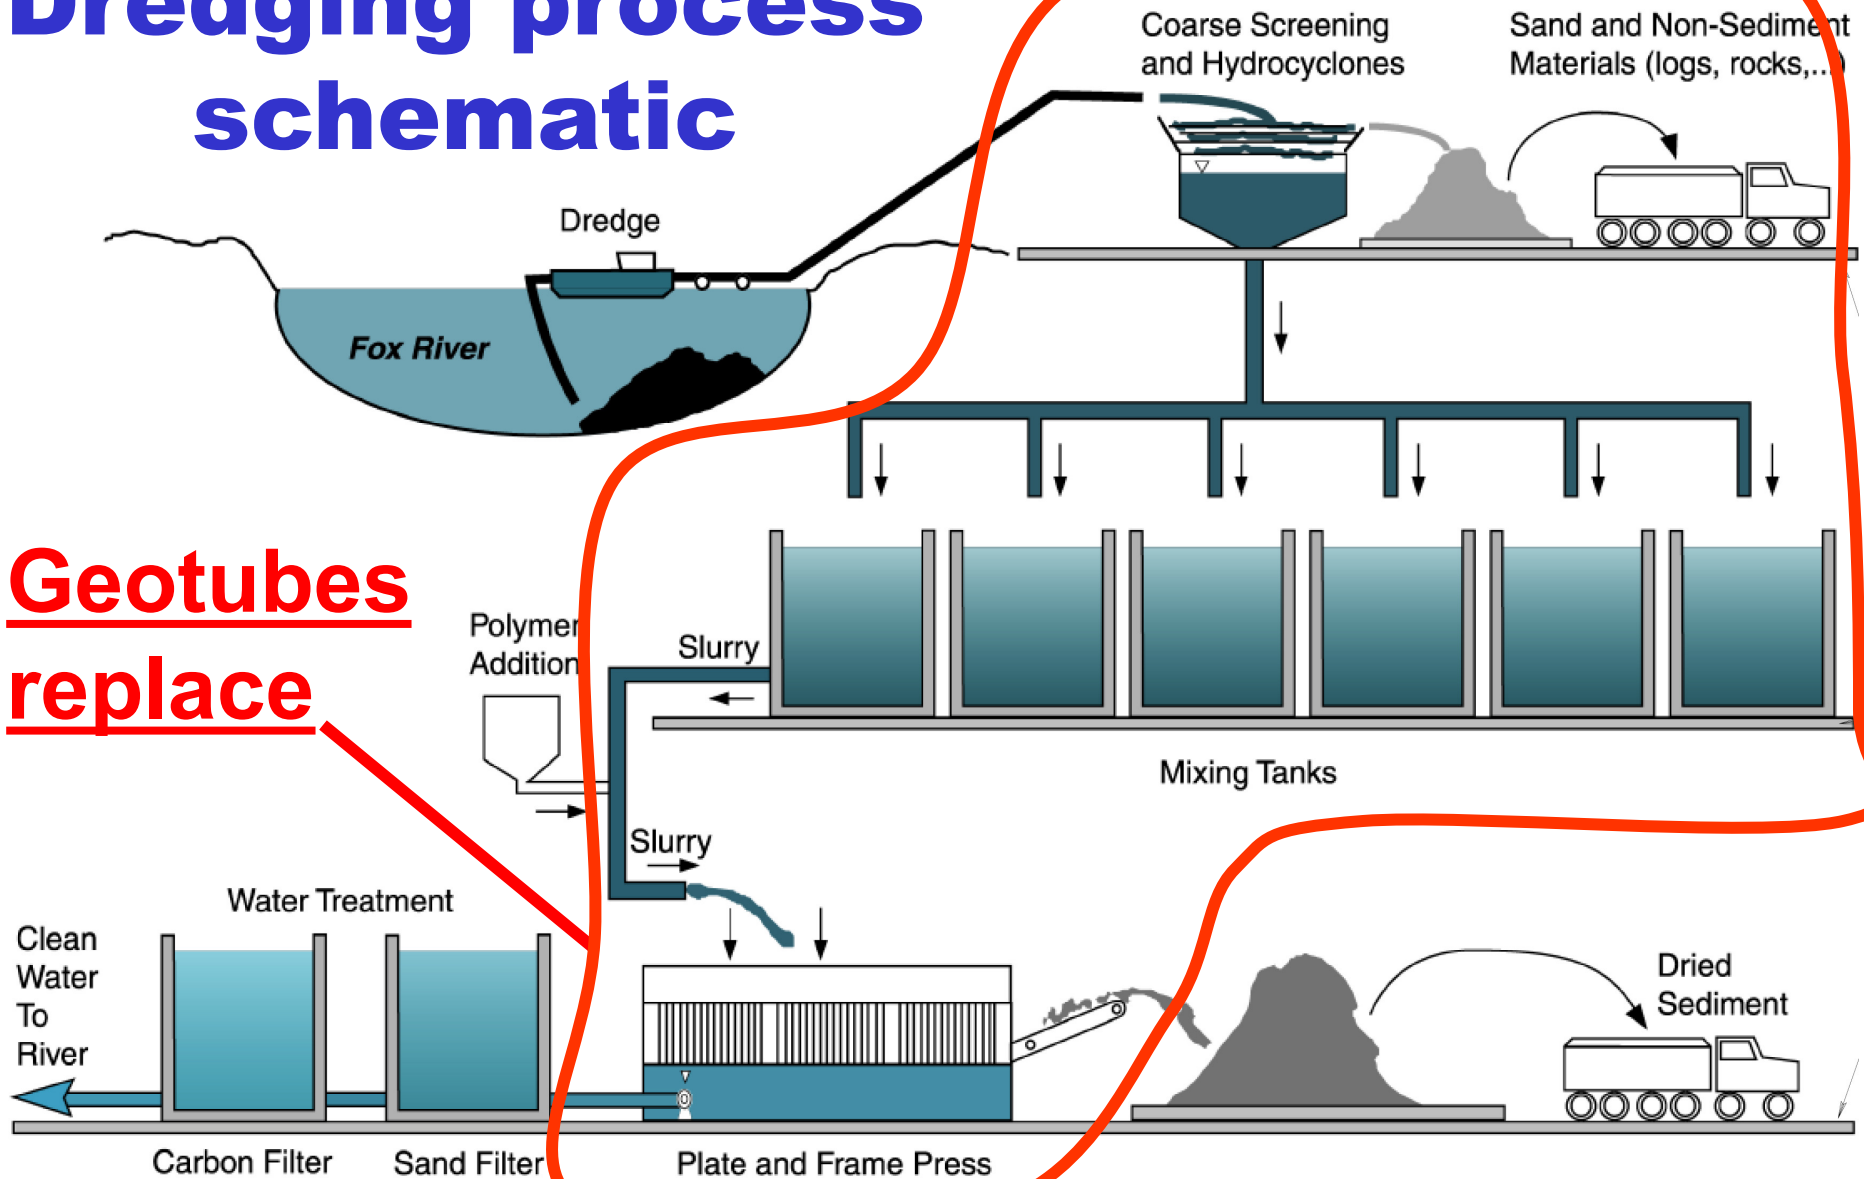 Dredging process
schematic
Coarse Screening
and Hydrocyclones
Sand and Non-Sediment
Materials (logs, rocks,...)
Dredge
Fox River
Geotubes
replace
Polymer
Addition
Slurry
Mixing Tanks
Slurry
Water Treatment
Clean
Water
To
River
Dried
Sediment
Carbon Filter
Sand Filter
Plate and Frame Press